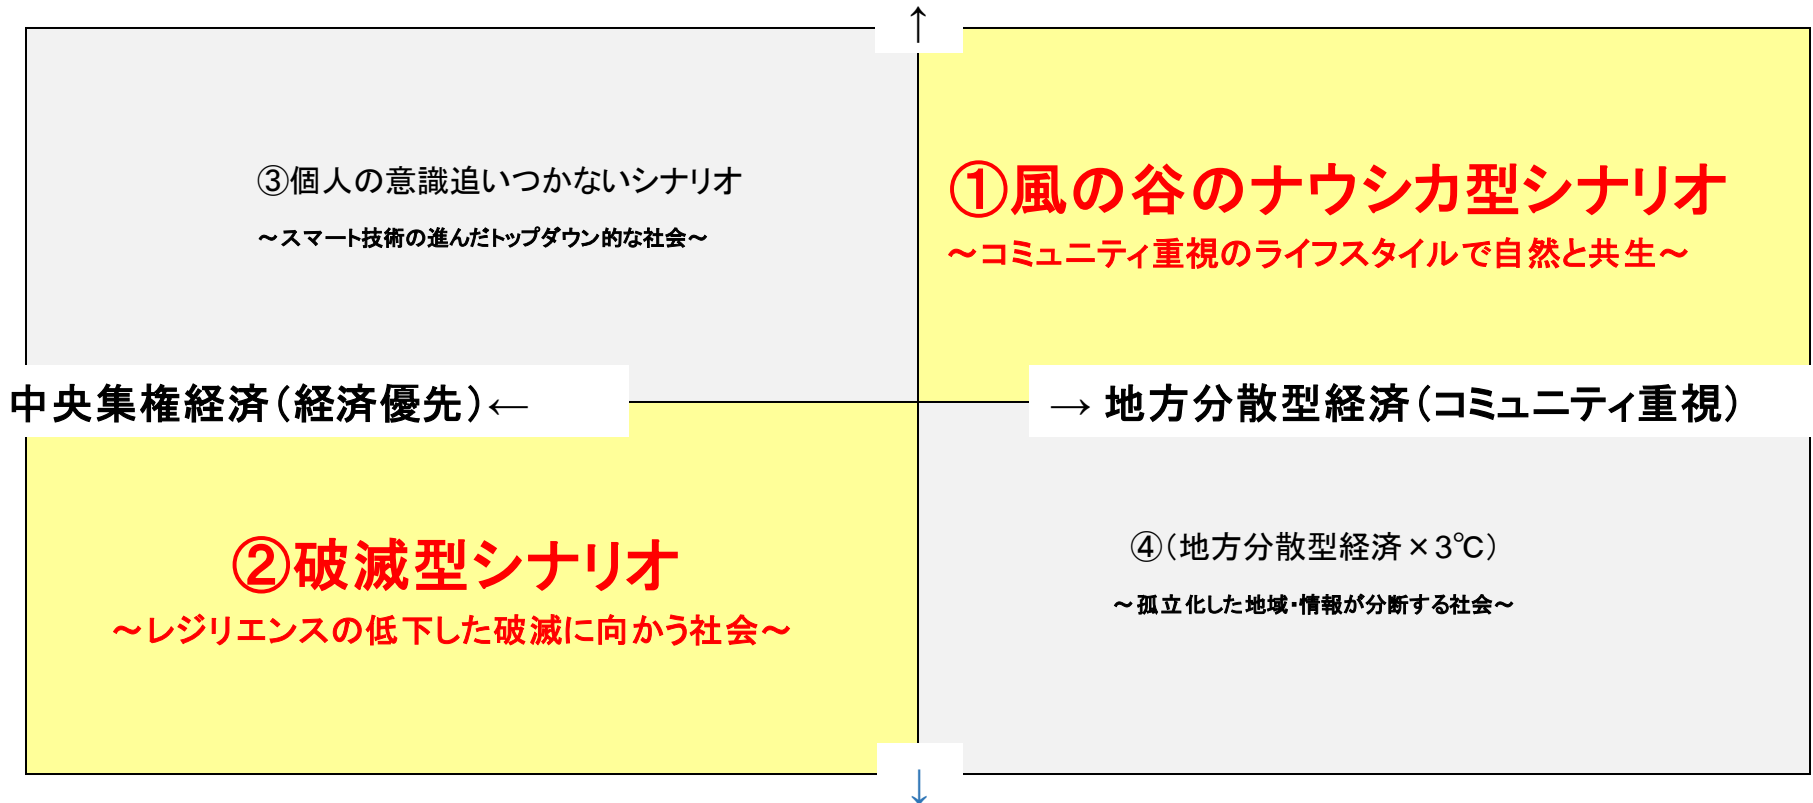 ↑
③個人の意識追いつかないシナリオ
～スマート技術の進んだトップダウン的な社会～
①風の谷のナウシカ型シナリオ
～コミュニティ重視のライフスタイルで自然と共生～
中央集権経済（経済優先）←
→ 地方分散型経済（コミュニティ重視）
②破滅型シナリオ
～レジリエンスの低下した破滅に向かう社会～
④（地方分散型経済×3℃）
～孤立化した地域・情報が分断する社会～
↓